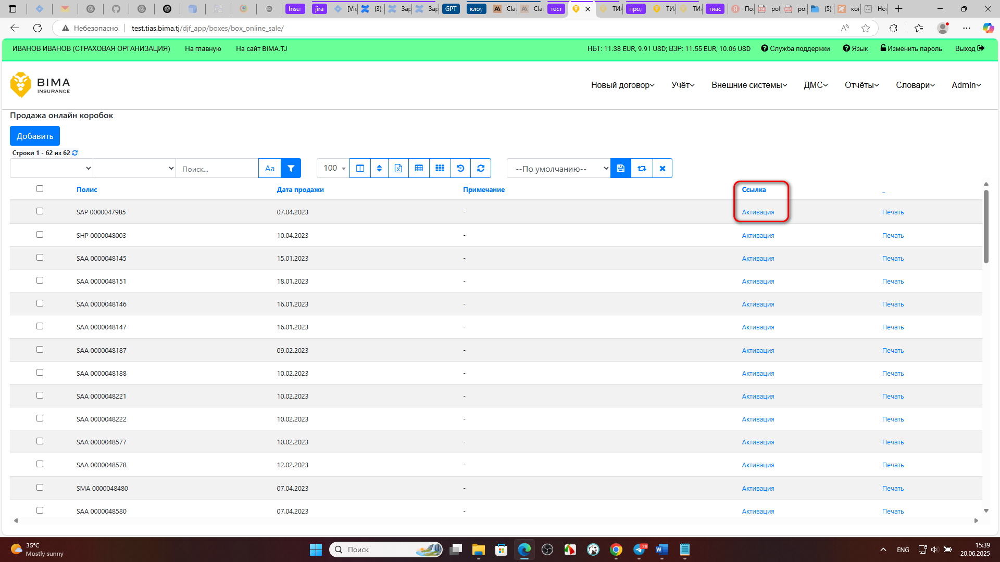 Insu
jira
[Vie
(3)
Зар
Зар
GPT
клоу
Cla
Cla
тест
ТИ
про
ТИ
ТИ
тиас
По
pol
pol
(5)
кон
Но
Небезопасно
test.tias.bima.tj/djf_app/boxes/box_online_sale/
ИВАНОВ ИВАНОВ (СТРАХОВАЯ ОРГАНИЗАЦИЯ) На главную На сайт BIMA.TJ НБТ: 11.38 EUR, 9.91 USD; ВЗР: 11.55 EUR, 10.06 USD Служба поддержки Язык Изменить пароль Выход
BIMA
INSURANCE
Новый договор Учёт Внешние системы ДМС Отчёты Словари Admin
Продажа онлайн коробок
Добавить
Строки 1 - 62 из 62
Поиск... Aa 100 --По умолчанию--
Полис Дата продажи Примечание Ссылка _
SAP 0000047985 07.04.2023 - Активация Печать
SHP 0000048003 10.04.2023 - Активация Печать
SAA 0000048145 15.01.2023 - Активация Печать
SAA 0000048151 18.01.2023 - Активация Печать
SAA 0000048146 16.01.2023 - Активация Печать
SAA 0000048147 16.01.2023 - Активация Печать
SAA 0000048187 09.02.2023 - Активация Печать
SAA 0000048188 10.02.2023 - Активация Печать
SAA 0000048221 10.02.2023 - Активация Печать
SAA 0000048222 10.02.2023 - Активация Печать
SAA 0000048577 10.02.2023 - Активация Печать
SAA 0000048578 12.02.2023 - Активация Печать
SMA 0000048480 07.04.2023 - Активация Печать
SAA 0000048580 07.04.2023 - Активация Печать
35°C
Mostly sunny
Поиск
ENG
15:39
20.06.2025